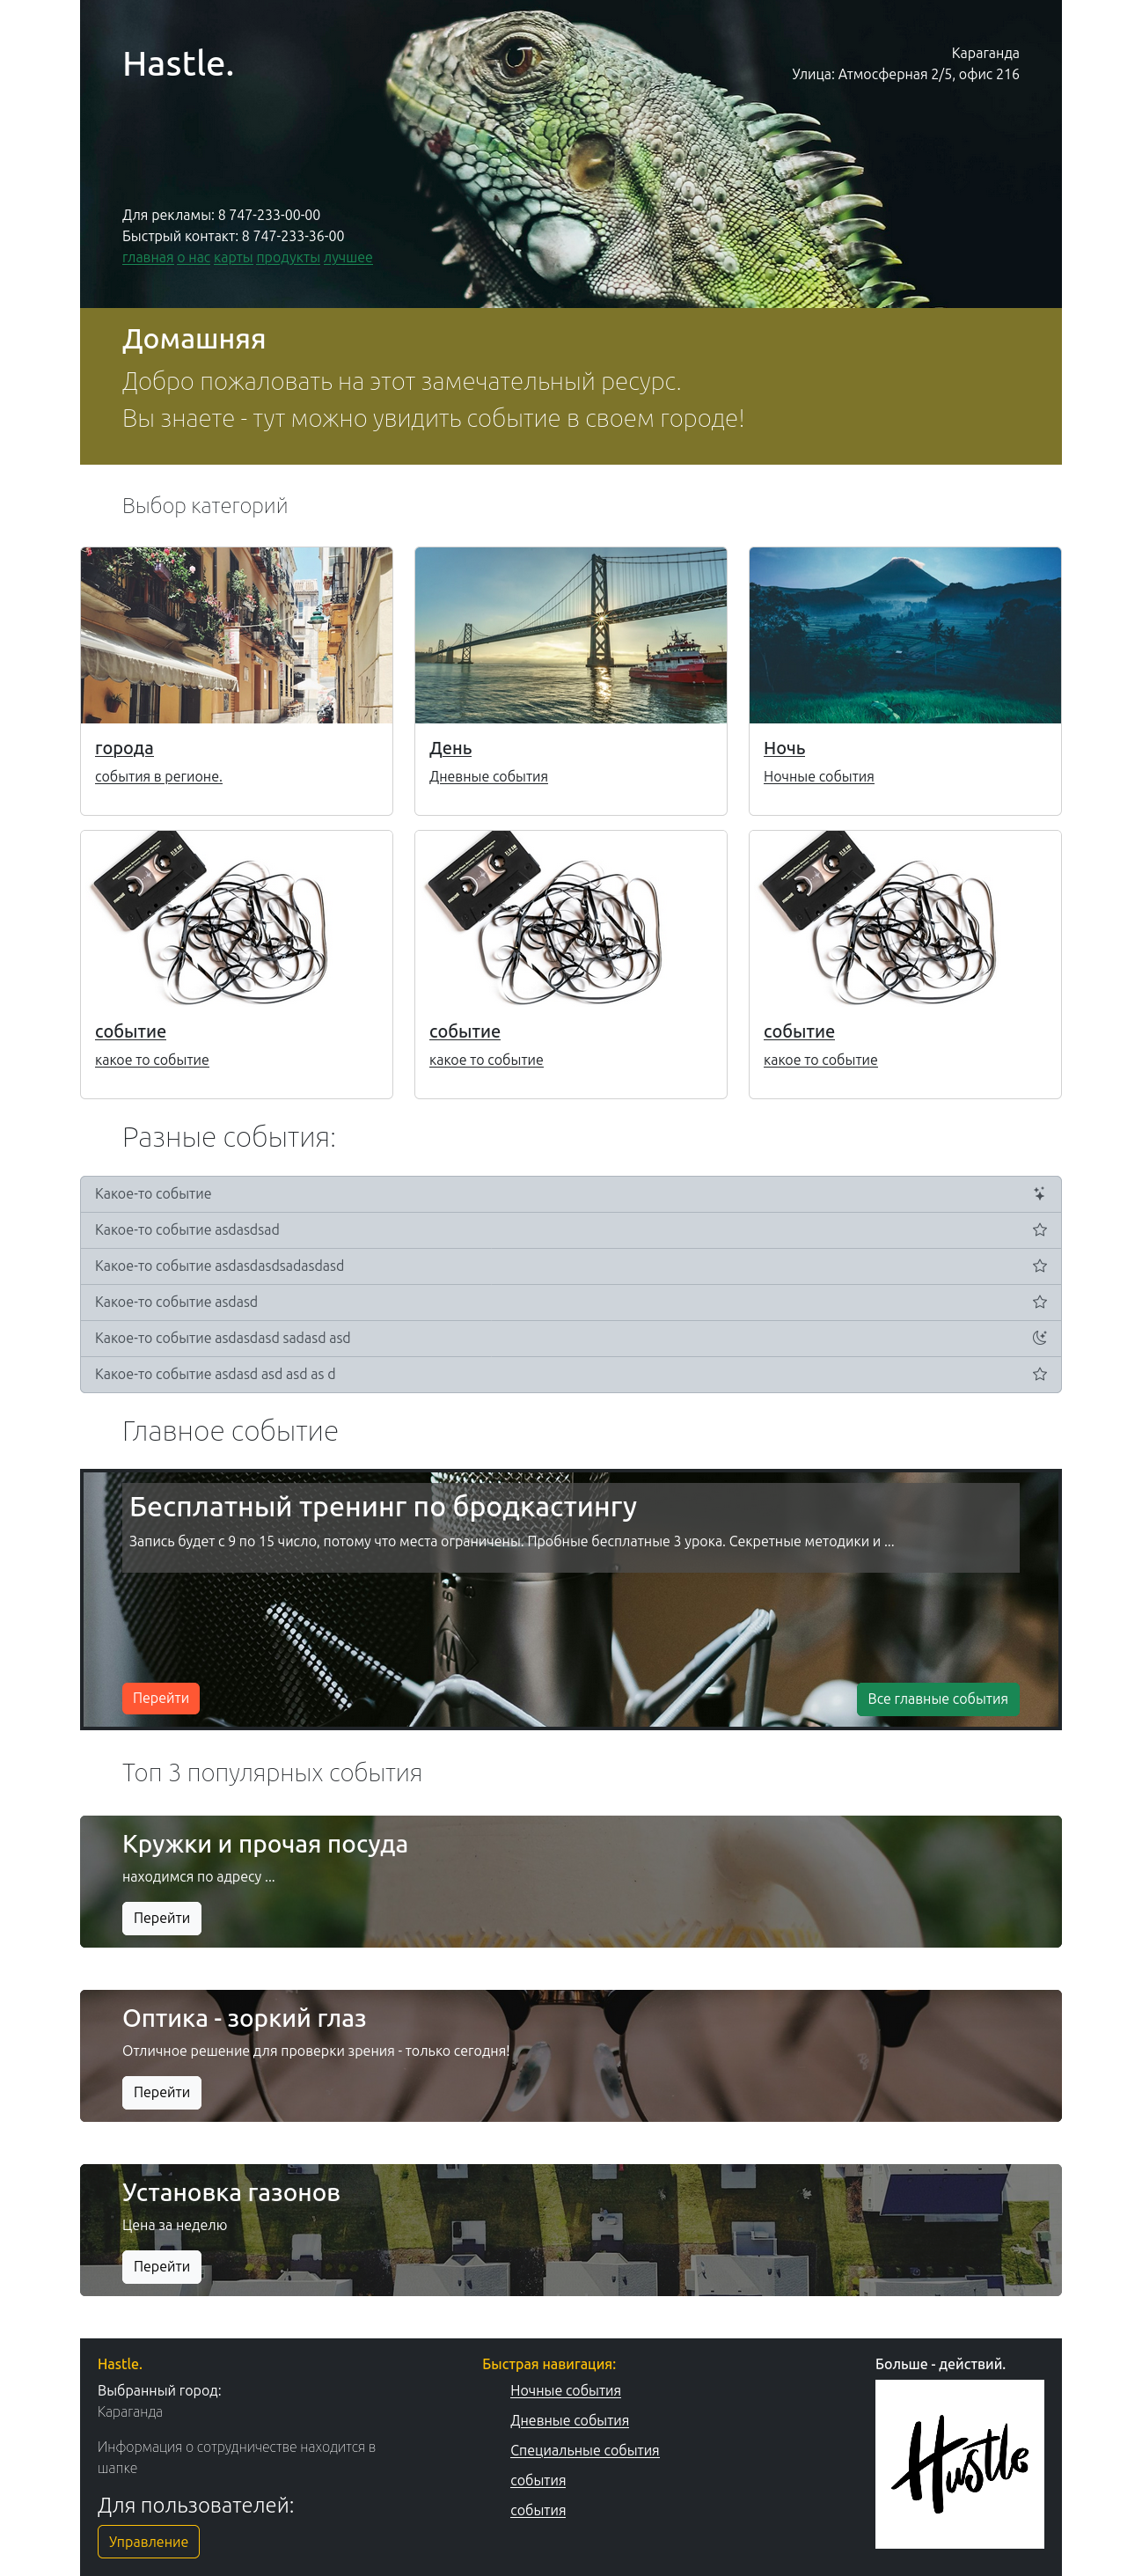 Hastle.
Караганда
Улица: Атмосферная 2/5, офис 216
Для рекламы: 8 747-233-00-00
Быстрый контакт: 8 747-233-36-00
главная о нас карты продукты лучшее
Домашняя
Добро пожаловать на этот замечательный ресурс.
Вы знаете - тут можно увидить событие в своем городе!
Выбор категорий
города
события в регионе.
День
Дневные события
Ночь
Ночные события
событие
какое то событие
событие
какое то событие
событие
какое то событие
Разные события:
Какое-то событие
Какое-то событие asdasdsad
Какое-то событие asdasdasdsadasdasd
Какое-то событие asdasd
Какое-то событие asdasdasd sadasd asd
Какое-то событие asdasd asd asd as d
Главное событие
Бесплатный тренинг по бродкастингу
Запись будет с 9 по 15 число, потому что места ограничены. Пробные бесплатные 3 урока. Секретные методики и ...
Перейти
Все главные события
Топ 3 популярных события
Кружки и прочая посуда
находимся по адресу ...
Перейти
Оптика - зоркий глаз
Отличное решение для проверки зрения - только сегодня!
Перейти
Установка газонов
Цена за неделю
Перейти
Hastle.
Выбранный город:
Караганда
Информация о сотрудничестве находится в
шапке
Для пользователей:
Управление
Быстрая навигация:
Ночные события
Дневные события
Специальные события
события
события
Больше - действий.
Hustle